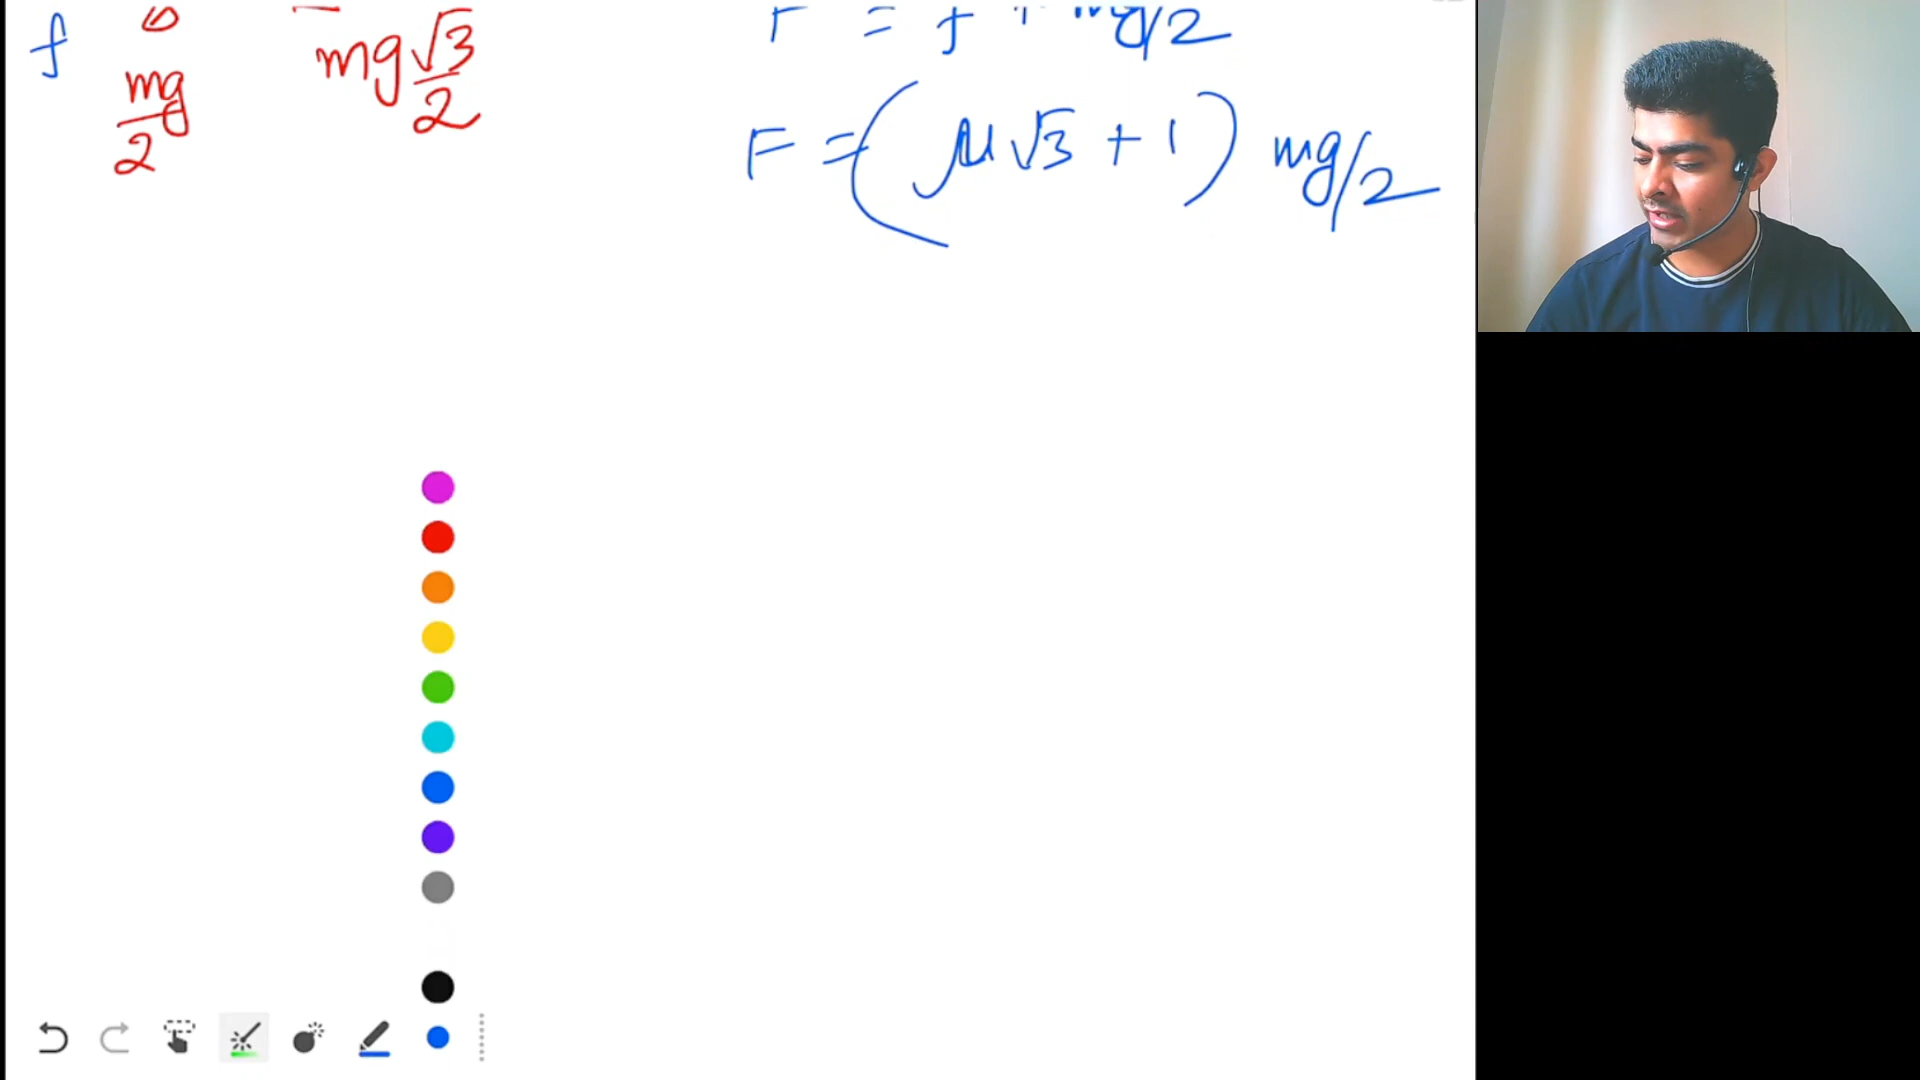 f
mg/2
mg √3/2
F = f + mg/2
F = (μ√3 + 1) mg/2